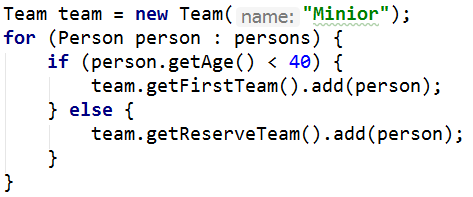 Team team = new Team( name: "Minior");
for (Person person : persons) {
    if (person.getAge() < 40) {
        team.getFirstTeam().add(person);
    } else {
        team.getReserveTeam().add(person);
    }
}